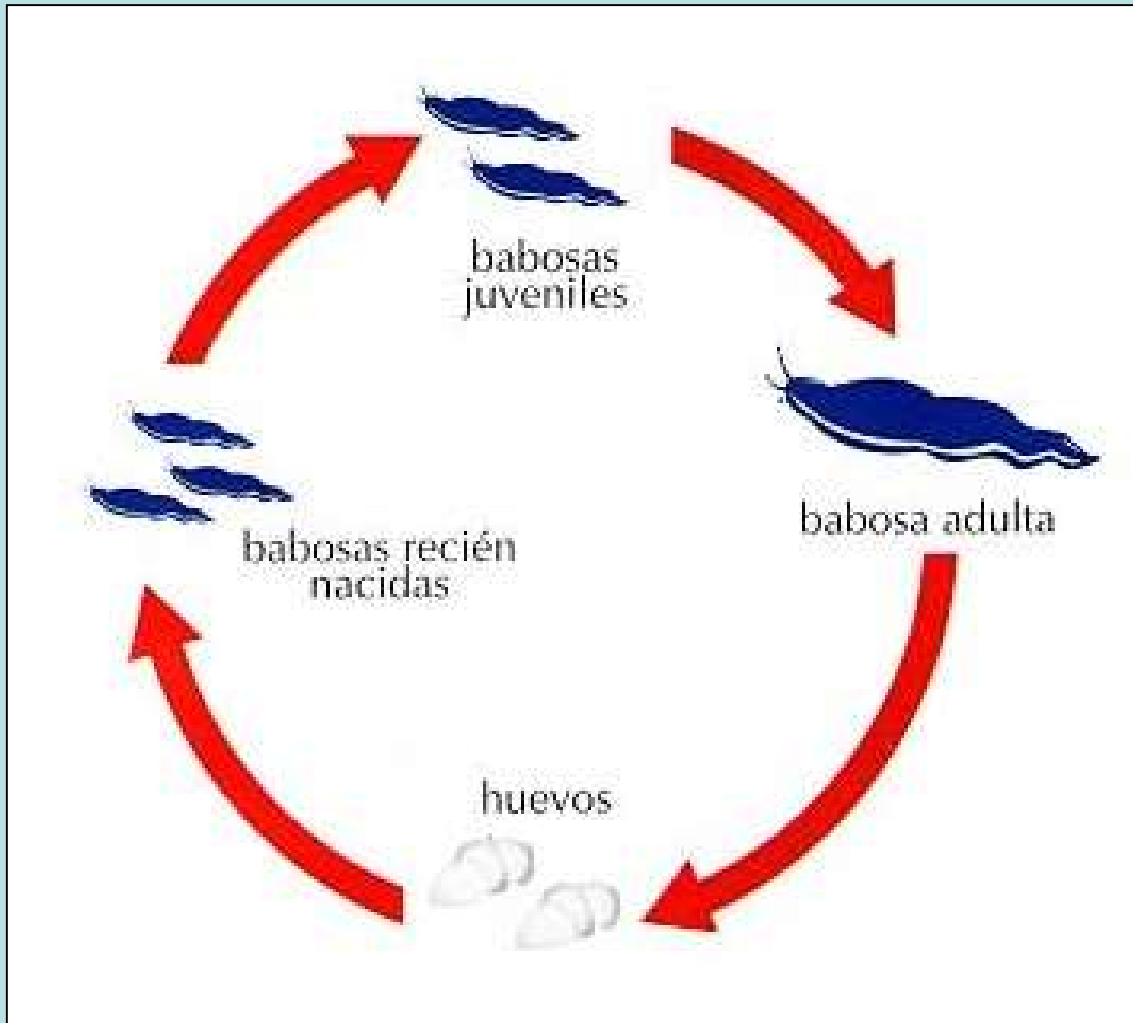 babosas
juveniles
babosa adulta
babosas recién
nacidas
huevos